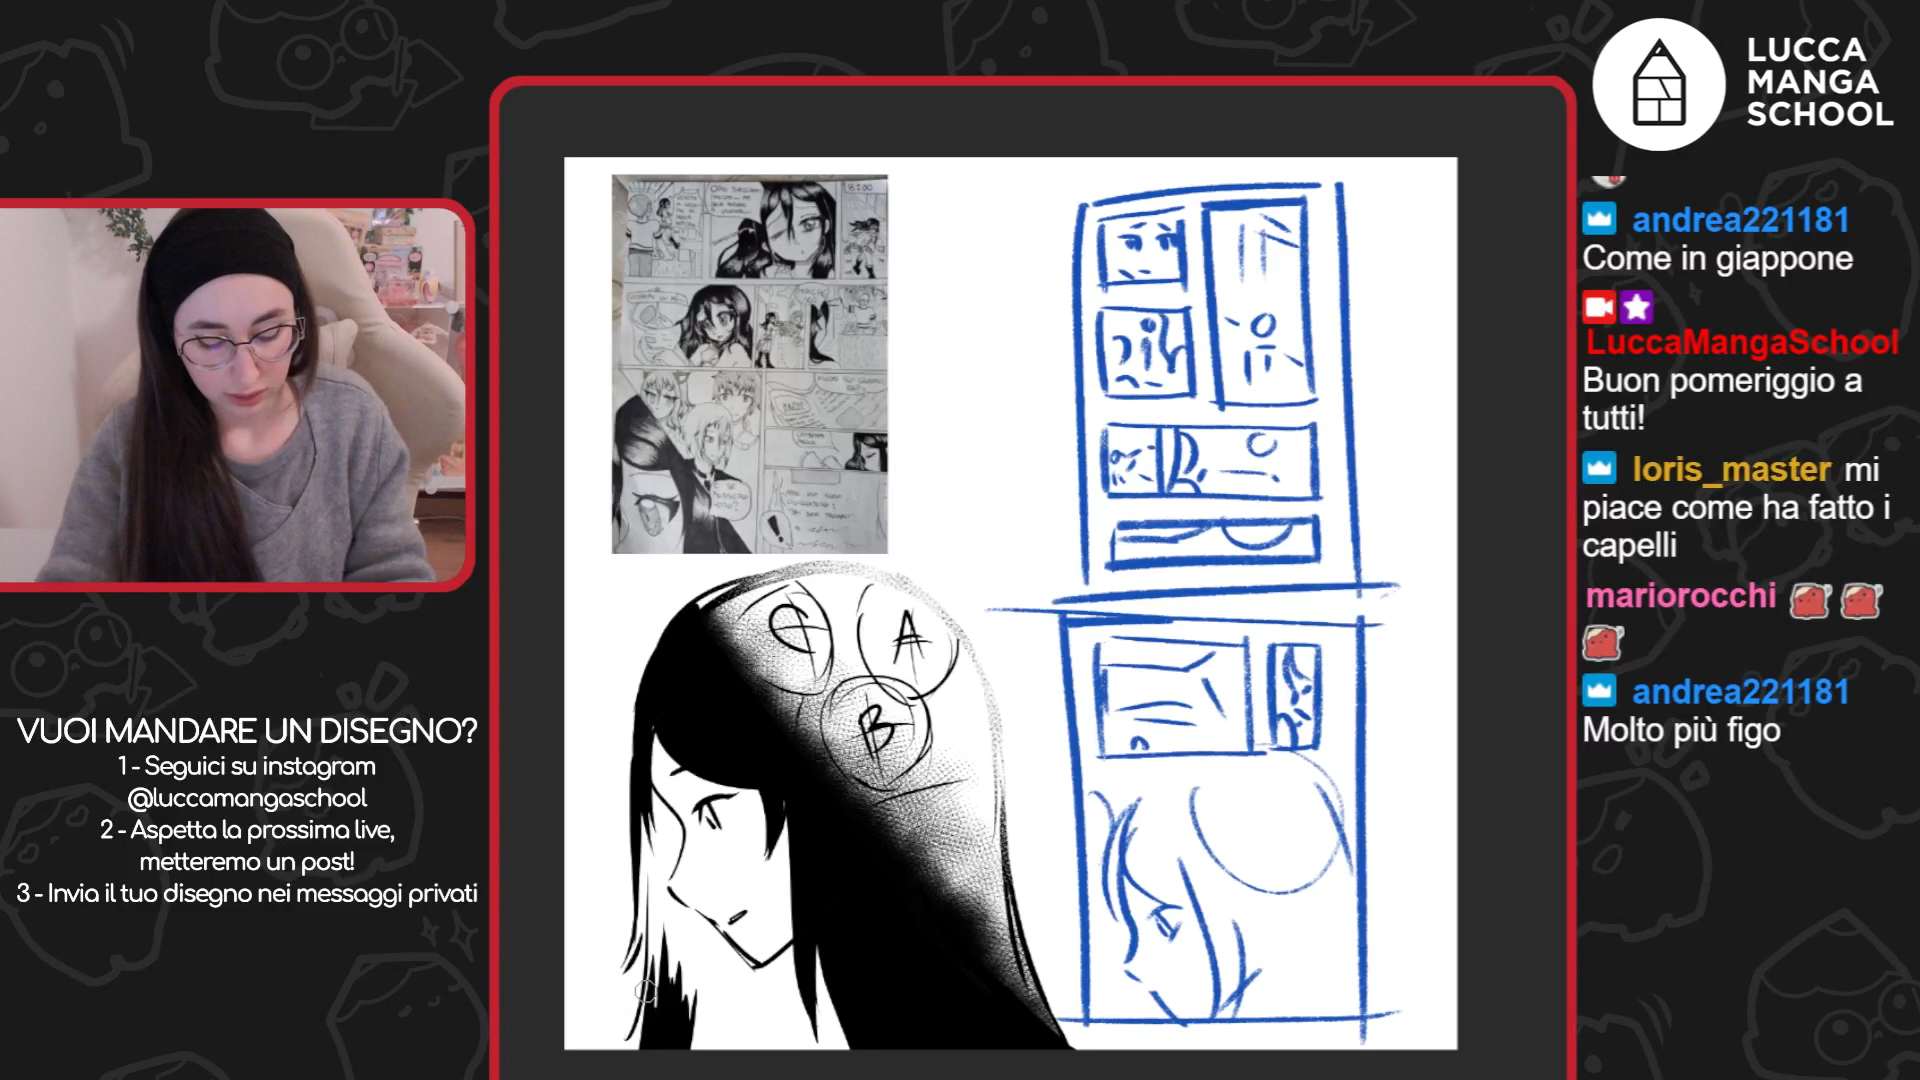 LUCCA
MANGA
SCHOOL
andrea221181
Come in giappone
LuccaMangaSchool
Buon pomeriggio a
tutti!
loris_master mi
piace come ha fatto i
capelli
mariorocchi
andrea221181
Molto più figo
8:00
C
A
B
VUOI MANDARE UN DISEGNO?
1 - Seguici su instagram
@luccamangaschool
2 - Aspetta la prossima live,
metteremo un post!
3 - Invia il tuo disegno nei messaggi privati